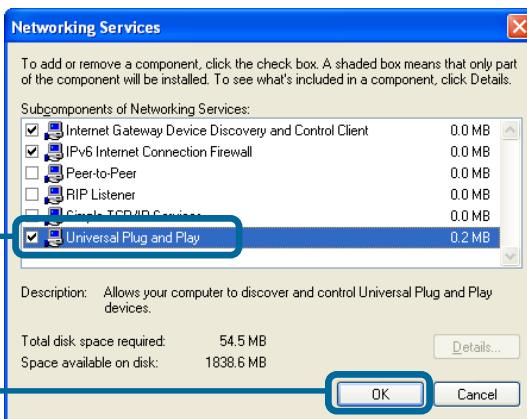 Networking Services
To add or remove a component, click the check box. A shaded box means that only part
of the component will be installed. To see what's included in a component, click Details.
Subcomponents of Networking Services:
Internet Gateway Device Discovery and Control Client 0.0 MB
IPv6 Internet Connection Firewall 0.0 MB
Peer-to-Peer 0.0 MB
RIP Listener 0.0 MB
Simple TCP/IP Services 0.0 MB
Universal Plug and Play 0.2 MB
Description: Allows your computer to discover and control Universal Plug and Play
devices.
Total disk space required: 54.5 MB
Space available on disk: 1838.6 MB
Details...
OK Cancel